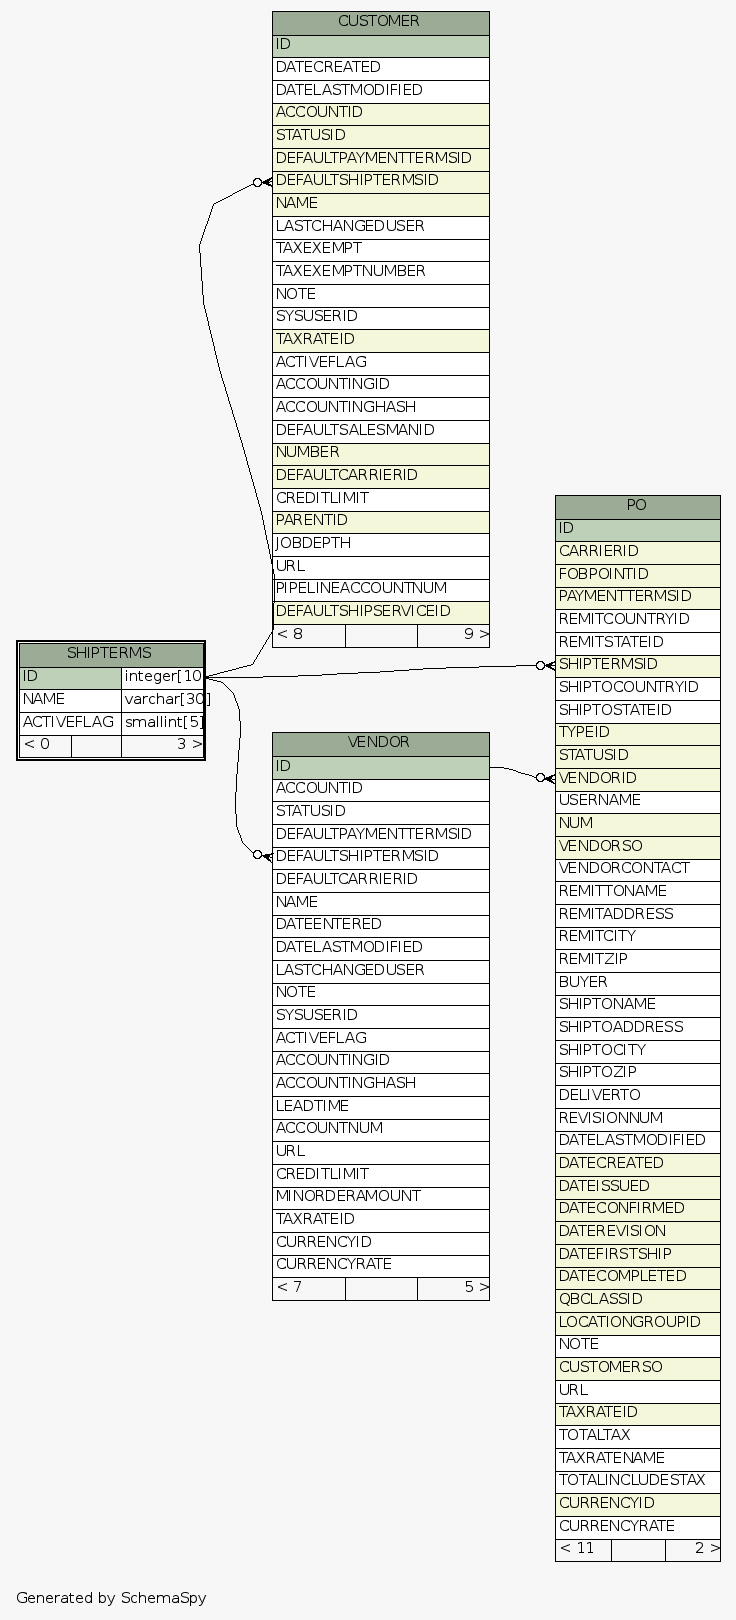 CUSTOMER
ID
DATECREATED
DATELASTMODIFIED
ACCOUNTID
STATUSID
DEFAULTPAYMENTTERMSID
DEFAULTSHIPTERMSID
NAME
LASTCHANGEDUSER
TAXEXEMPT
TAXEXEMPTNUMBER
NOTE
SYSUSERID
TAXRATEID
ACTIVEFLAG
ACCOUNTINGID
ACCOUNTINGHASH
DEFAULTSALESMANID
NUMBER
DEFAULTCARRIERID
CREDITLIMIT
PARENTID
JOBDEPTH
URL
PIPELINEACCOUNTNUM
DEFAULTSHIPSERVICEID
< 8 9 >
SHIPTERMS
ID integer[10
NAME varchar[30]
ACTIVEFLAG smallint[5]
< 0 3 >
VENDOR
ID
ACCOUNTID
STATUSID
DEFAULTPAYMENTTERMSID
DEFAULTSHIPTERMSID
DEFAULTCARRIERID
NAME
DATEENTERED
DATELASTMODIFIED
LASTCHANGEDUSER
NOTE
SYSUSERID
ACTIVEFLAG
ACCOUNTINGID
ACCOUNTINGHASH
LEADTIME
ACCOUNTNUM
URL
CREDITLIMIT
MINORDERAMOUNT
TAXRATEID
CURRENCYID
CURRENCYRATE
< 7 5 >
PO
ID
CARRIERID
FOBPOINTID
PAYMENTTERMSID
REMITCOUNTRYID
REMITSTATEID
SHIPTERMSID
SHIPTOCOUNTRYID
SHIPTOSTATEID
TYPEID
STATUSID
VENDORID
USERNAME
NUM
VENDORSO
VENDORCONTACT
REMITTONAME
REMITADDRESS
REMITCITY
REMITZIP
BUYER
SHIPTONAME
SHIPTOADDRESS
SHIPTOCITY
SHIPTOZIP
DELIVERTO
REVISIONNUM
DATELASTMODIFIED
DATECREATED
DATEISSUED
DATECONFIRMED
DATEREVISION
DATEFIRSTSHIP
DATECOMPLETED
QBCLASSID
LOCATIONGROUPID
NOTE
CUSTOMERSO
URL
TAXRATEID
TOTALTAX
TAXRATENAME
TOTALINCLUDESTAX
CURRENCYID
CURRENCYRATE
< 11 2 >
Generated by SchemaSpy